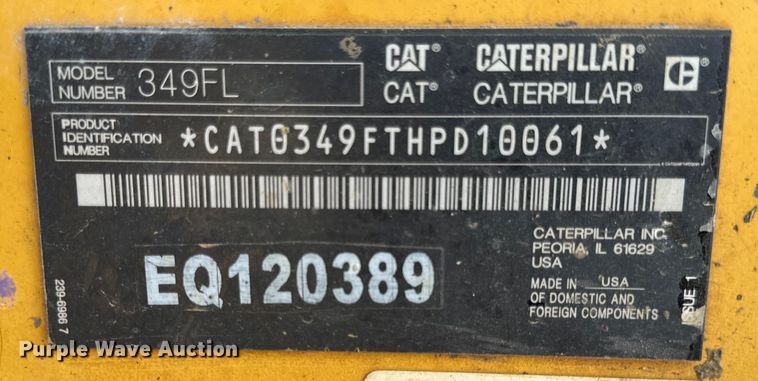 CAT CATERPILLAR C
CAT® CATERPILLAR®
MODEL
NUMBER 349FL
PRODUCT
IDENTIFICATION
NUMBER *CAT0349FTHPD10061*
CATERPILLAR INC.
PEORIA, IL 61629
USA
EQ120389
MADE IN USA
OF DOMESTIC AND
FOREIGN COMPONENTS
ISSUE 1
239-6986 7
Purple Wave Auction